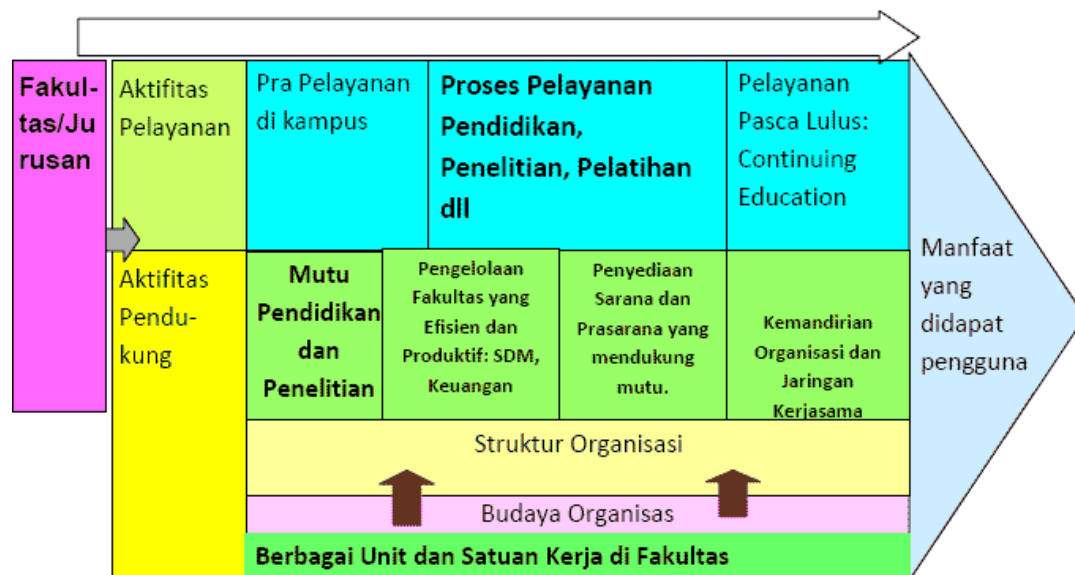 Fakul-
tas/Ju
rusan
Aktifitas
Pelayanan
Pra Pelayanan
di kampus
Proses Pelayanan
Pendidikan,
Penelitian, Pelatihan
dll
Pelayanan
Pasca Lulus:
Continuing
Education
Aktifitas
Pendu-
kung
Mutu
Pendidikan
dan
Penelitian
Pengelolaan
Fakultas yang
Efisien dan
Produktif: SDM,
Keuangan
Penyediaan
Sarana dan
Prasarana yang
mendukung
mutu.
Kemandirian
Organisasi dan
Jaringan
Kerjasama
Manfaat
yang
didapat
pengguna
Struktur Organisasi
Budaya Organisas
Berbagai Unit dan Satuan Kerja di Fakultas